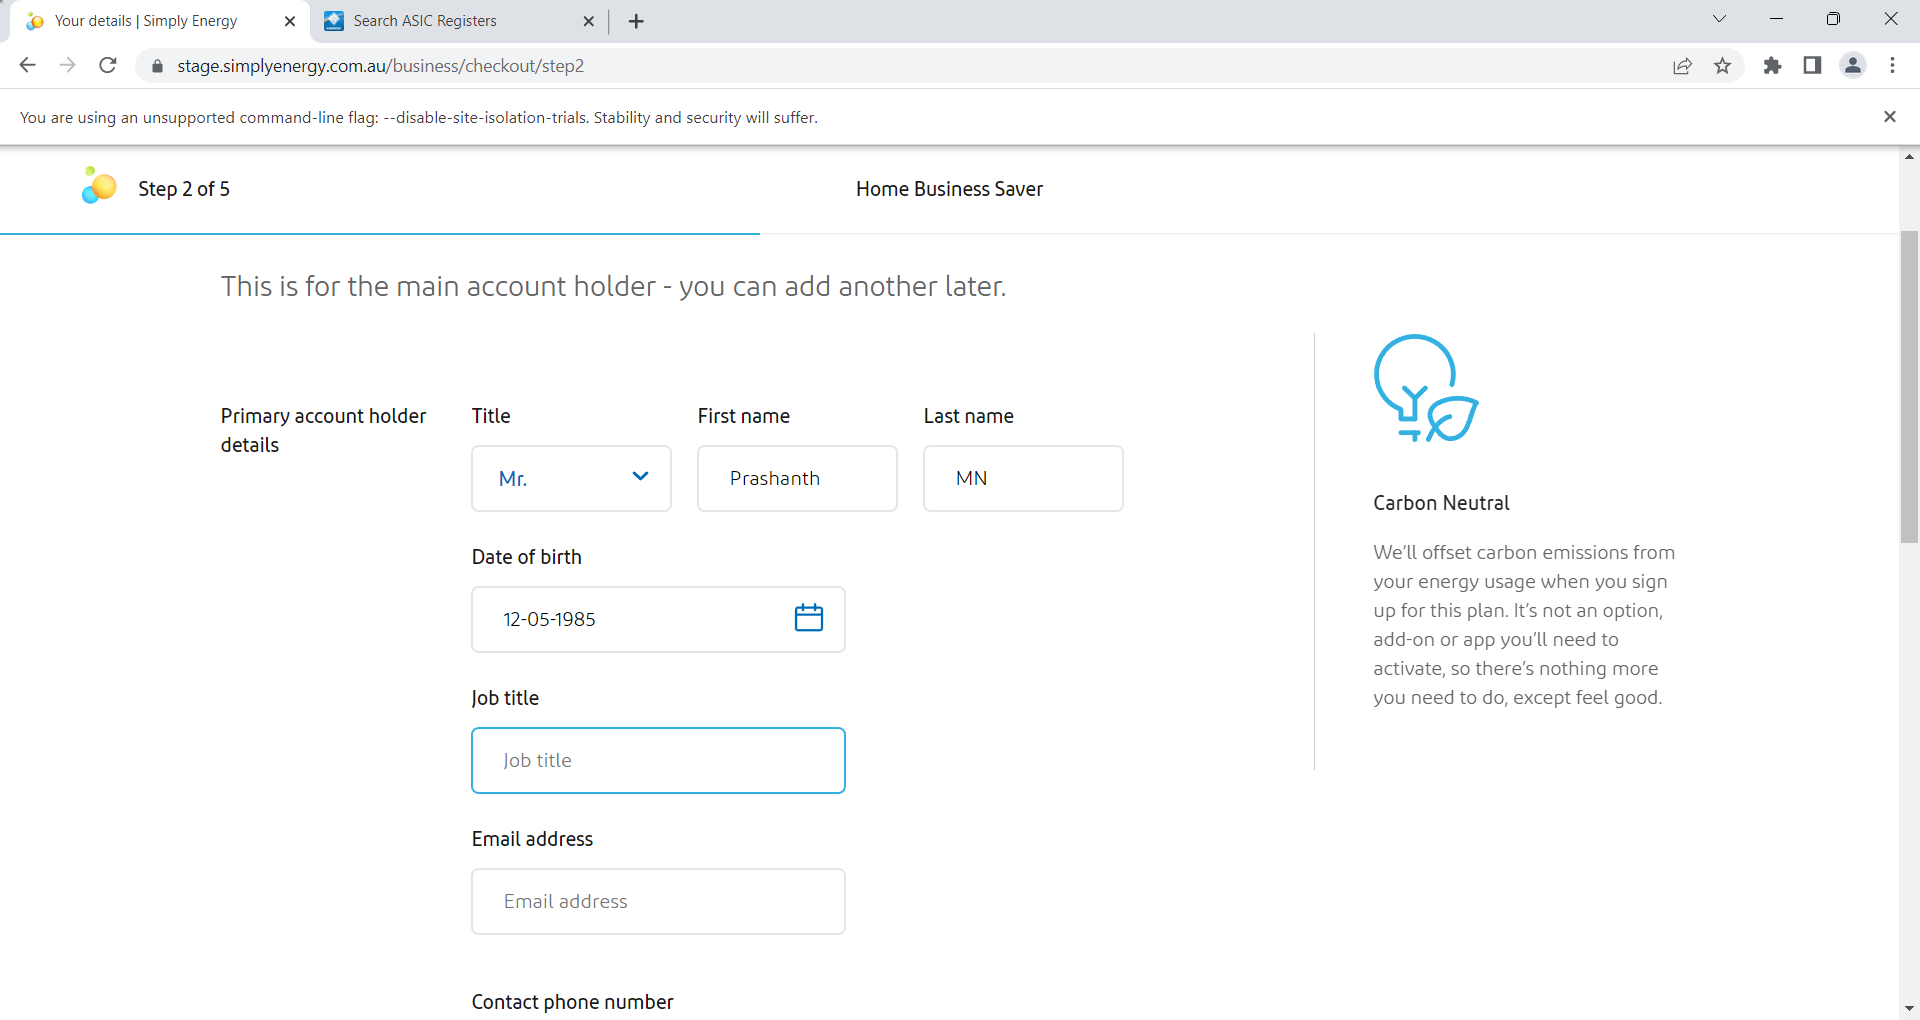 Your details | Simply Energy
Search ASIC Registers
stage.simplyenergy.com.au/business/checkout/step2
You are using an unsupported command-line flag: --disable-site-isolation-trials. Stability and security will suffer.
Step 2 of 5
Home Business Saver
This is for the main account holder - you can add another later.
Primary account holder
details
Title
First name
Last name
Mr.
Prashanth
MN
Date of birth
12-05-1985
Job title
Job title
Email address
Email address
Contact phone number
Carbon Neutral
We'll offset carbon emissions from
your energy usage when you sign
up for this plan. It's not an option,
add-on or app you'll need to
activate, so there's nothing more
you need to do, except feel good.